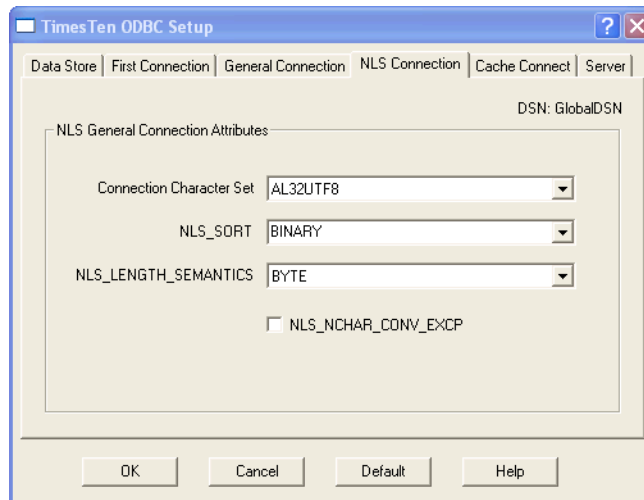 TimesTen ODBC Setup
Data Store First Connection General Connection NLS Connection Cache Connect Server
DSN: GlobalDSN
NLS General Connection Attributes
Connection Character Set AL32UTF8
NLS_SORT BINARY
NLS_LENGTH_SEMANTICS BYTE
NLS_NCHAR_CONV_EXCP
OK Cancel Default Help